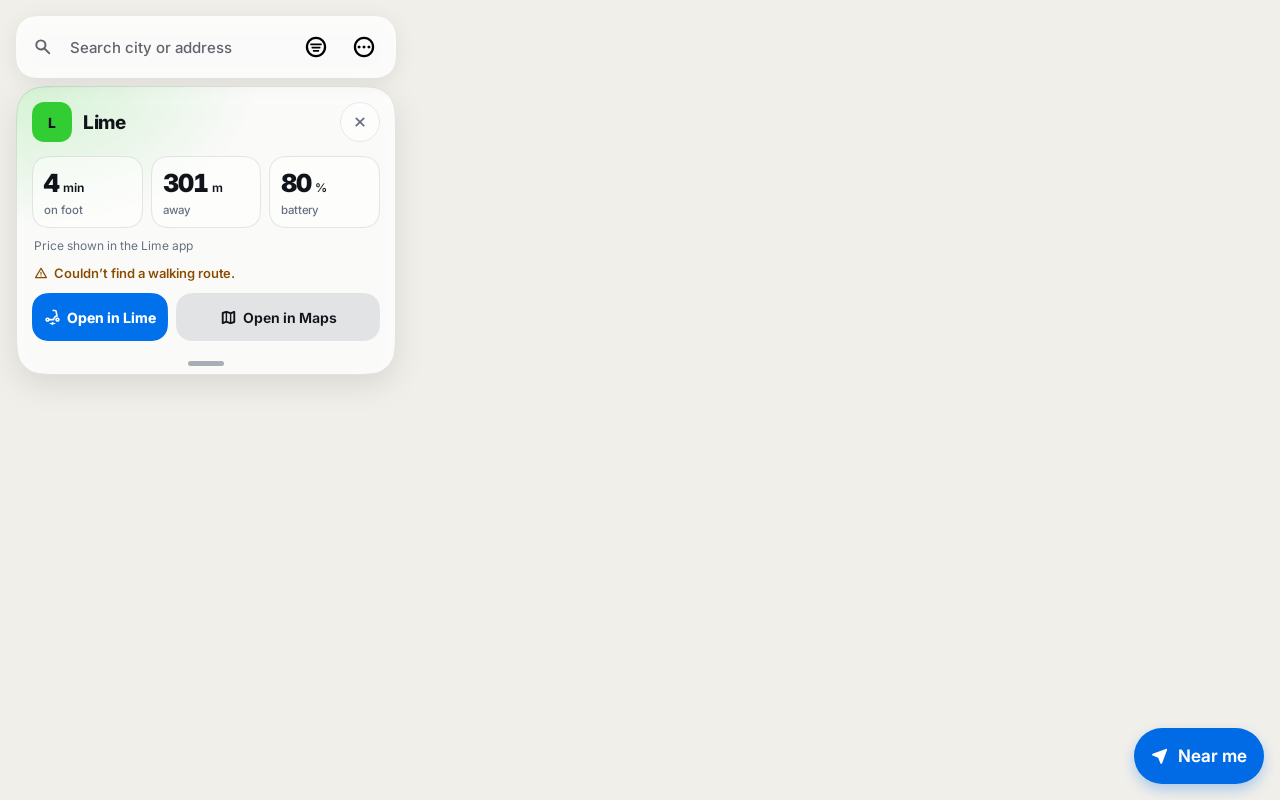 Search city or address
L Lime
4 min 301 m 80 %
on foot away battery
Price shown in the Lime app
Couldn’t find a walking route.
Open in Lime Open in Maps
Near me